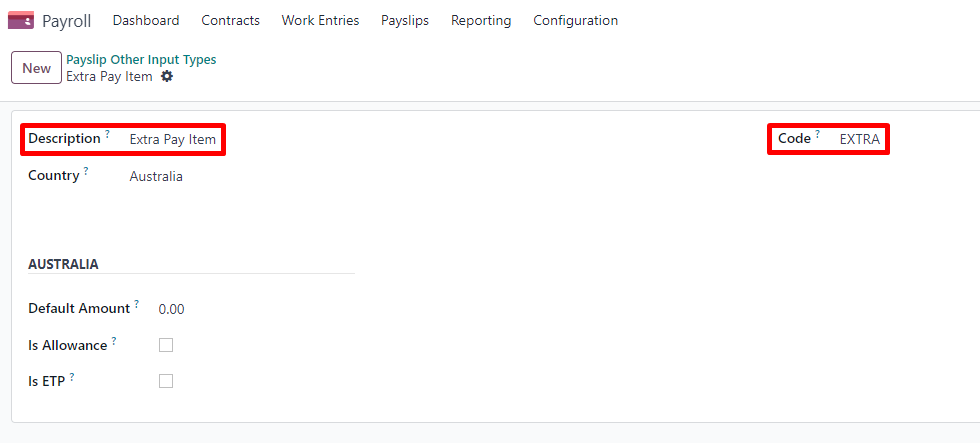 Payroll Dashboard Contracts Work Entries Payslips Reporting Configuration
New
Payslip Other Input Types
Extra Pay Item
Description ? Extra Pay Item Code ? EXTRA
Country ? Australia
AUSTRALIA
Default Amount ? 0.00
Is Allowance ?
Is ETP ?